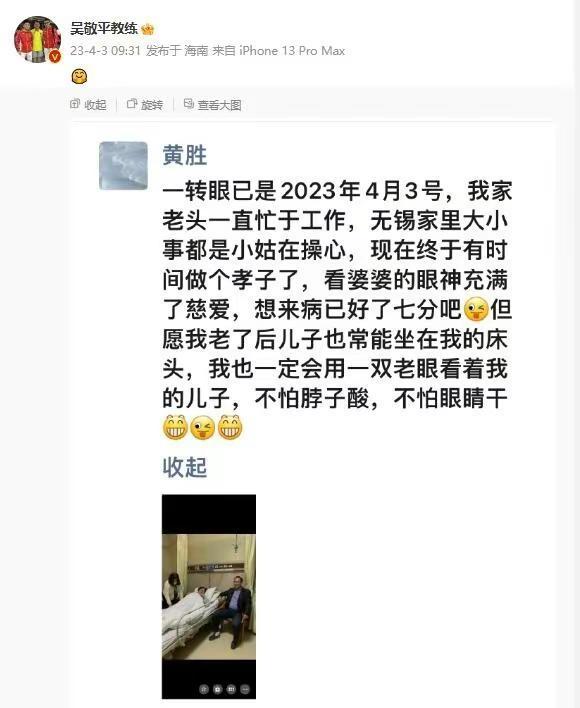 吴敬平教练
23-4-3 09:31 发布于 海南 来自 iPhone 13 Pro Max
收起 旋转 查看大图
黄胜
一转眼已是2023年4月3号，我家
老头一直忙于工作，无锡家里大小
事都是小姑在操心，现在终于有时
间做个孝子了，看婆婆的眼神充满
了慈爱，想来病已好了七分吧😜但
愿我老了后儿子也常能坐在我的床
头，我也一定会用一双老眼看着我
的儿子，不怕脖子酸，不怕眼睛干
😁😜😁
收起